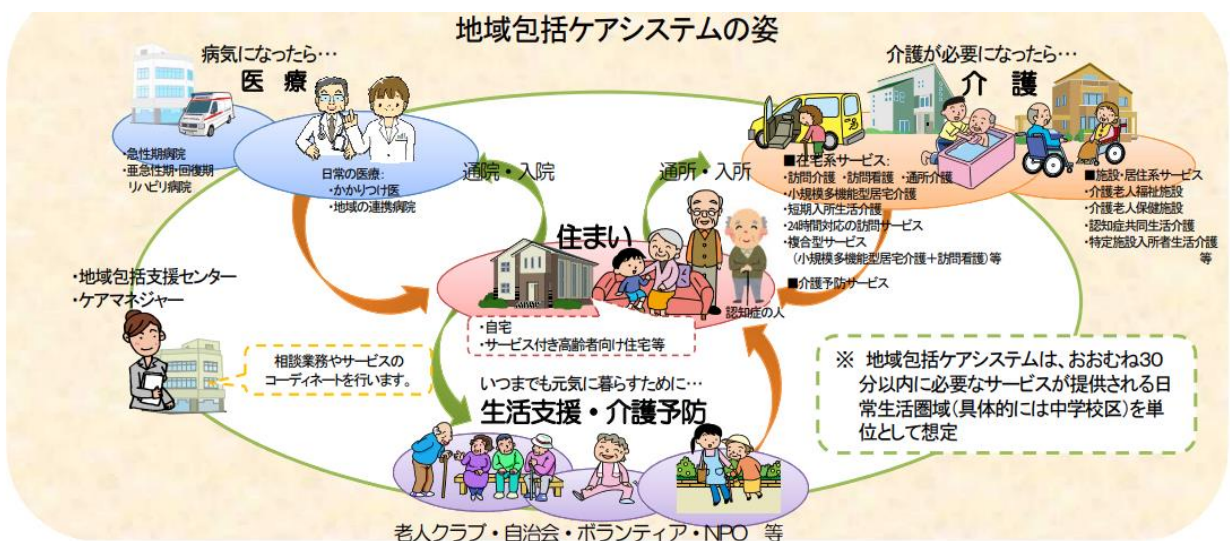 地域包括ケアシステムの姿
病気になったら…
医 療
・急性期病院
・亜急性期・回復期
リハビリ病院
日常の医療：
・かかりつけ医
・地域の連携病院
通院・入院
通所・入所
介護が必要になったら…
介 護
■在宅系サービス：
・訪問介護 ・訪問看護 ・通所介護
・小規模多機能型居宅介護
・短期入所生活介護
・24時間対応の訪問サービス
・複合型サービス
（小規模多機能型居宅介護＋訪問看護）等
■介護予防サービス
■施設・居住系サービス
・介護老人福祉施設
・介護老人保健施設
・認知症共同生活介護
・特定施設入所者生活介護
等
住まい
認知症の人
・自宅
・サービス付き高齢者向け住宅等
・地域包括支援センター
・ケアマネジャー
相談業務やサービスの
コーディネートを行います。
いつまでも元気に暮らすために…
生活支援・介護予防
老人クラブ・自治会・ボランティア・NPO 等
※ 地域包括ケアシステムは、おおむね30
分以内に必要なサービスが提供される日
常生活圏域（具体的には中学校区）を単
位として想定